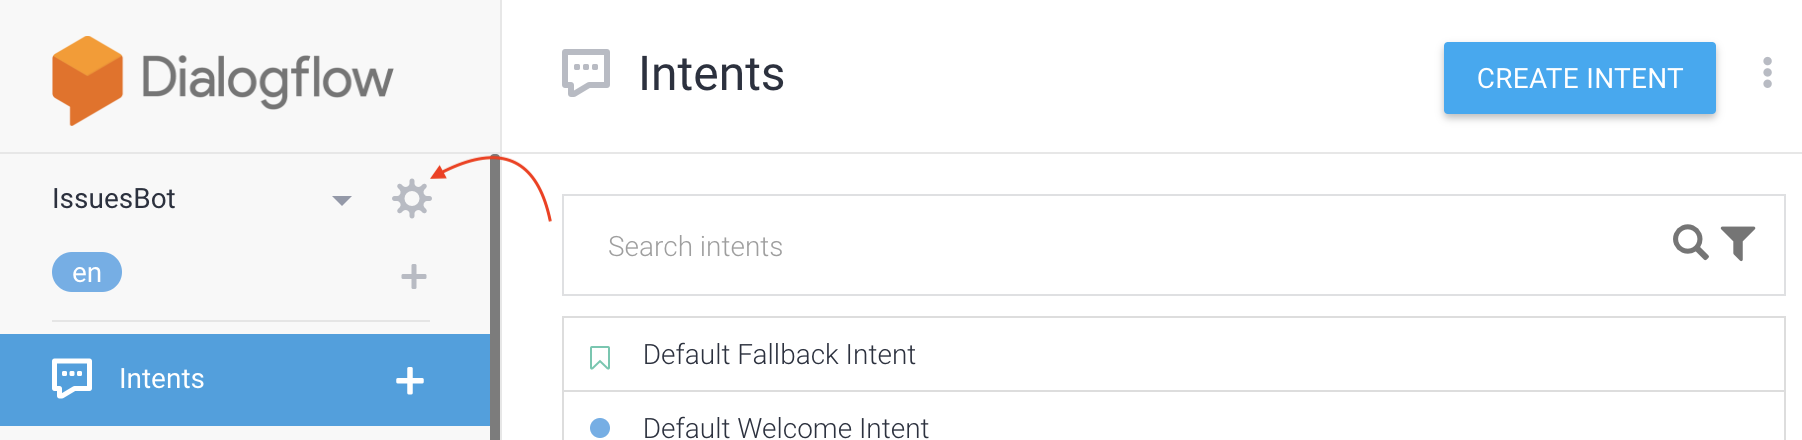 Dialogflow
IssuesBot
en
Intents
Intents
CREATE INTENT
Search intents
Default Fallback Intent
Default Welcome Intent